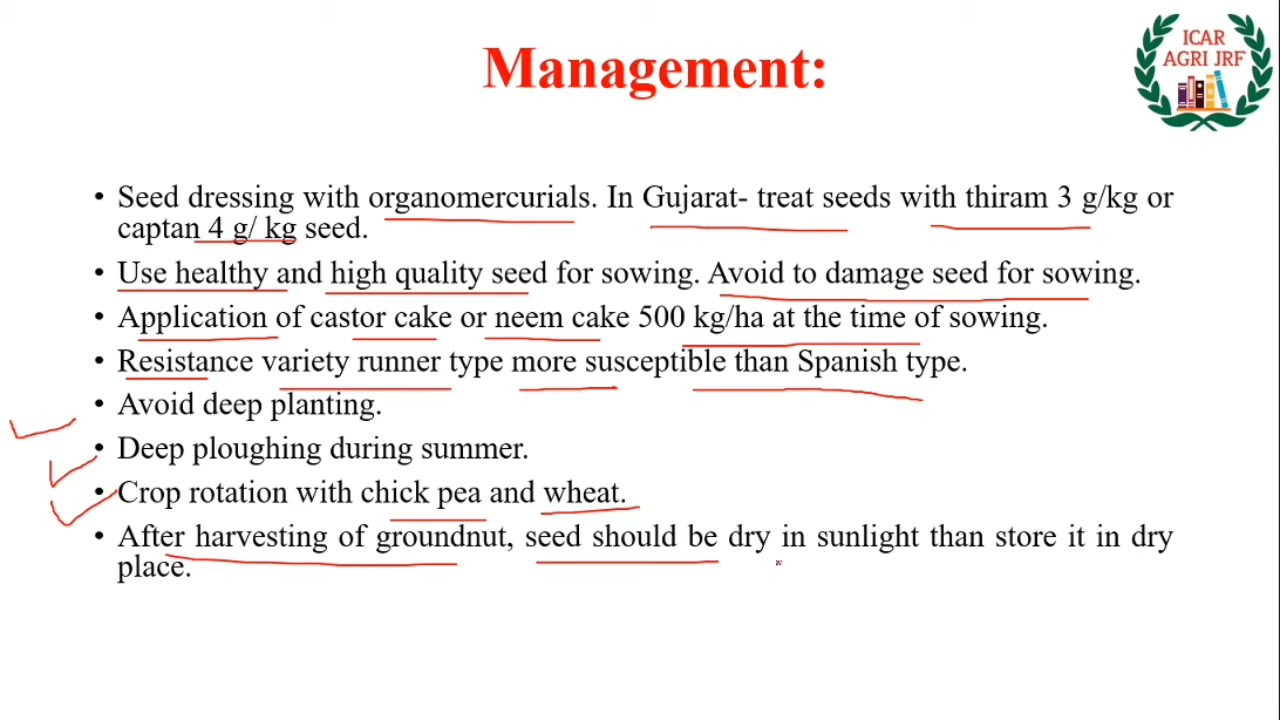 ICAR
AGRI JRF
Management:
• Seed dressing with organomercurials. In Gujarat- treat seeds with thiram 3 g/kg or
captan 4 g/ kg seed.
• Use healthy and high quality seed for sowing. Avoid to damage seed for sowing.
• Application of castor cake or neem cake 500 kg/ha at the time of sowing.
• Resistance variety runner type more susceptible than Spanish type.
• Avoid deep planting.
• Deep ploughing during summer.
• Crop rotation with chick pea and wheat.
• After harvesting of groundnut, seed should be dry in sunlight than store it in dry
place.